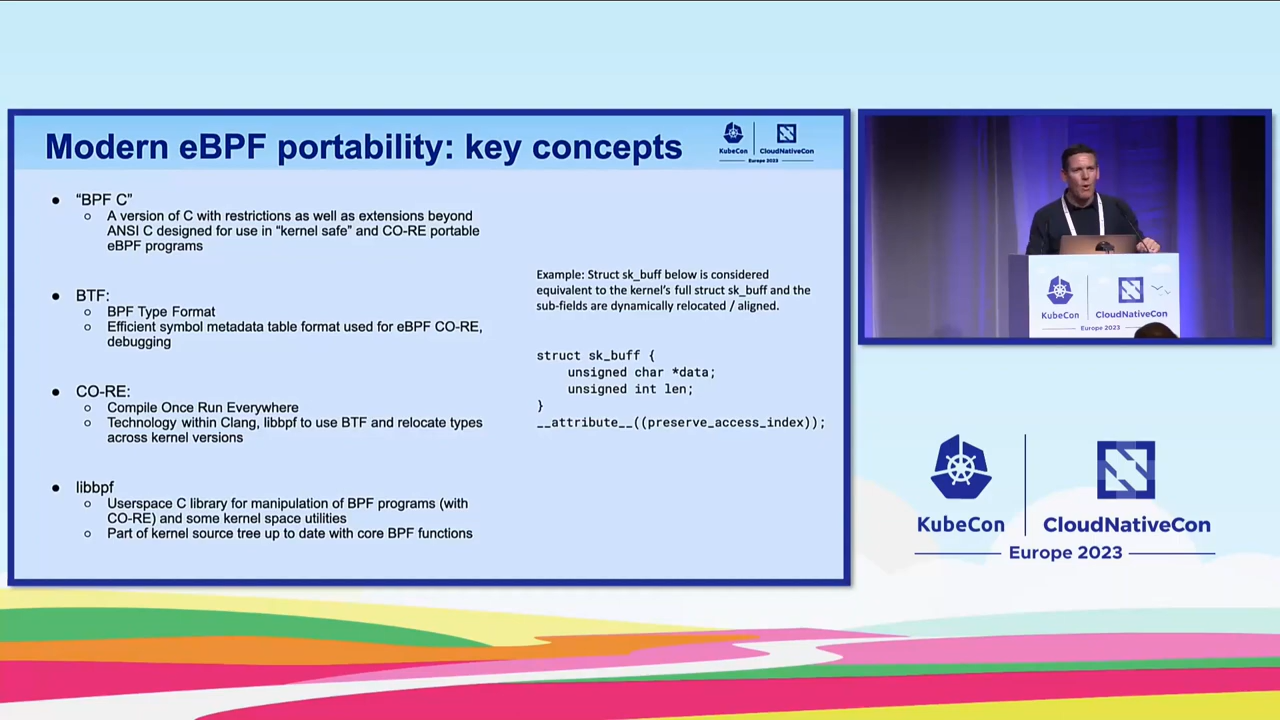 Modern eBPF portability: key concepts
KubeCon
CloudNativeCon
Europe 2023
● “BPF C”
○ A version of C with restrictions as well as extensions beyond
ANSI C designed for use in “kernel safe” and CO-RE portable
eBPF programs
● BTF:
○ BPF Type Format
○ Efficient symbol metadata table format used for eBPF CO-RE,
debugging
● CO-RE:
○ Compile Once Run Everywhere
○ Technology within Clang, libbpf to use BTF and relocate types
across kernel versions
● libbpf
○ Userspace C library for manipulation of BPF programs (with
CO-RE) and some kernel space utilities
○ Part of kernel source tree up to date with core BPF functions
Example: Struct sk_buff below is considered
equivalent to the kernel's full struct sk_buff and the
sub-fields are dynamically relocated / aligned.
struct sk_buff {
    unsigned char *data;
    unsigned int len;
}
__attribute__((preserve_access_index));
KubeCon
CloudNativeCon
Europe 2023
KubeCon
CloudNativeCon
Europe 2023